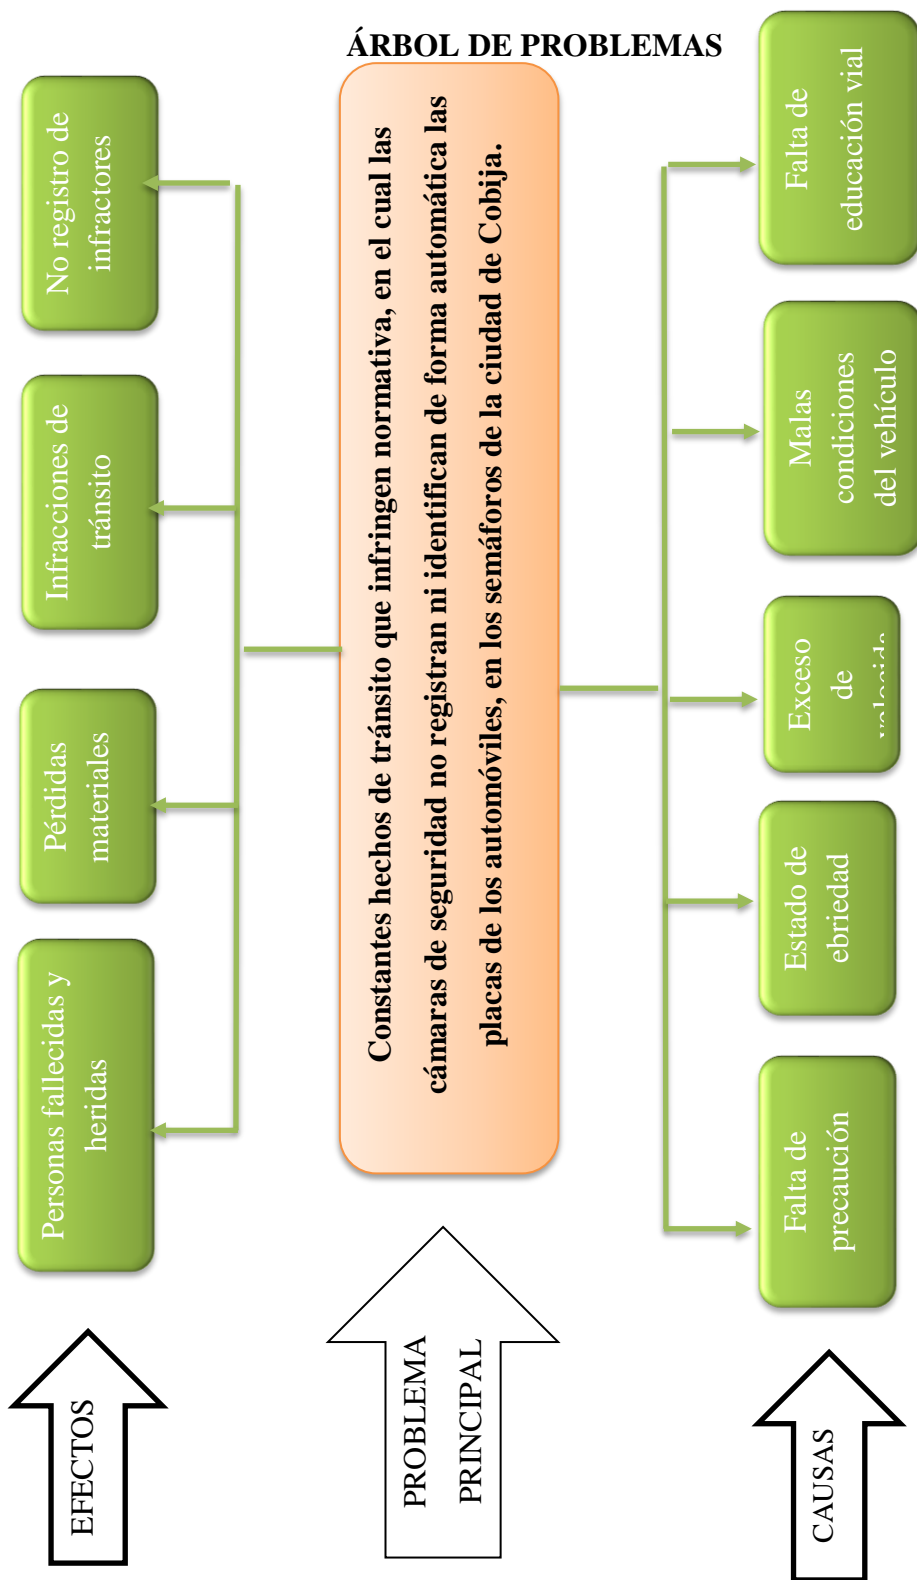 ÁRBOL DE PROBLEMAS
EFECTOS
Personas fallecidas y
heridas
Pérdidas
materiales
Infracciones de
tránsito
No registro de
infractores
PROBLEMA
PRINCIPAL
Constantes hechos de tránsito que infringen normativa, en el cual las
cámaras de seguridad no registran ni identifican de forma automática las
placas de los automóviles, en los semáforos de la ciudad de Cobija.
CAUSAS
Falta de
precaución
Estado de
ebriedad
Exceso
de
Malas
condiciones
del vehículo
Falta de
educación vial